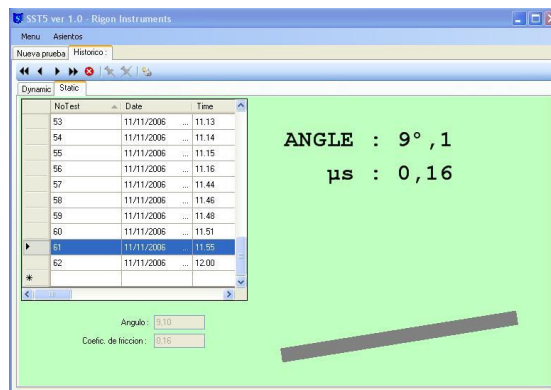 SST5 ver 1.0 - Rigon Instruments
Menu Asientos
Nueva prueba Historico :
Dynamic Static
NoTest Date Time
53 11/11/2006 ... 11.13
54 11/11/2006 ... 11.14
55 11/11/2006 ... 11.15
56 11/11/2006 ... 11.16
57 11/11/2006 ... 11.44
58 11/11/2006 ... 11.46
59 11/11/2006 ... 11.48
60 11/11/2006 ... 11.51
61 11/11/2006 ... 11.55
62 11/11/2006 ... 12.00
ANGLE : 9º,1
µs : 0,16
Angulo : 9,10
Coefic. de friccion : 0,16